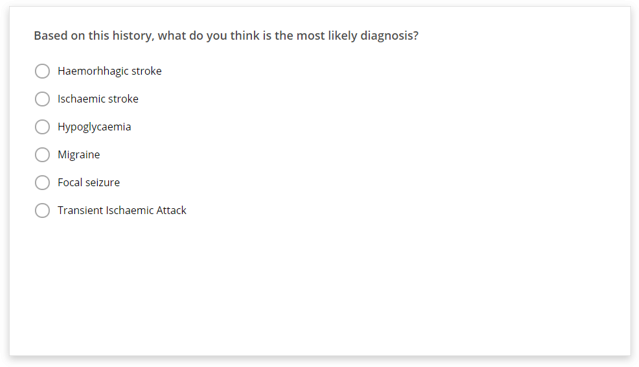 Based on this history, what do you think is the most likely diagnosis?
Haemorhhagic stroke
Ischaemic stroke
Hypoglycaemia
Migraine
Focal seizure
Transient Ischaemic Attack